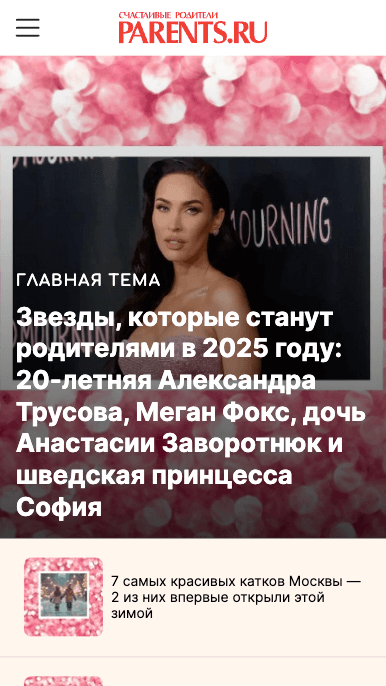 СЧАСТЛИВЫЕ РОДИТЕЛИ
PARENTS.RU
MOURNING
ГЛАВНАЯ ТЕМА
Звезды, которые станут
родителями в 2025 году:
20-летняя Александра
Трусова, Меган Фокс, дочь
Анастасии Заворотнюк и
шведская принцесса
София
7 самых красивых катков Москвы —
2 из них впервые открыли этой
зимой